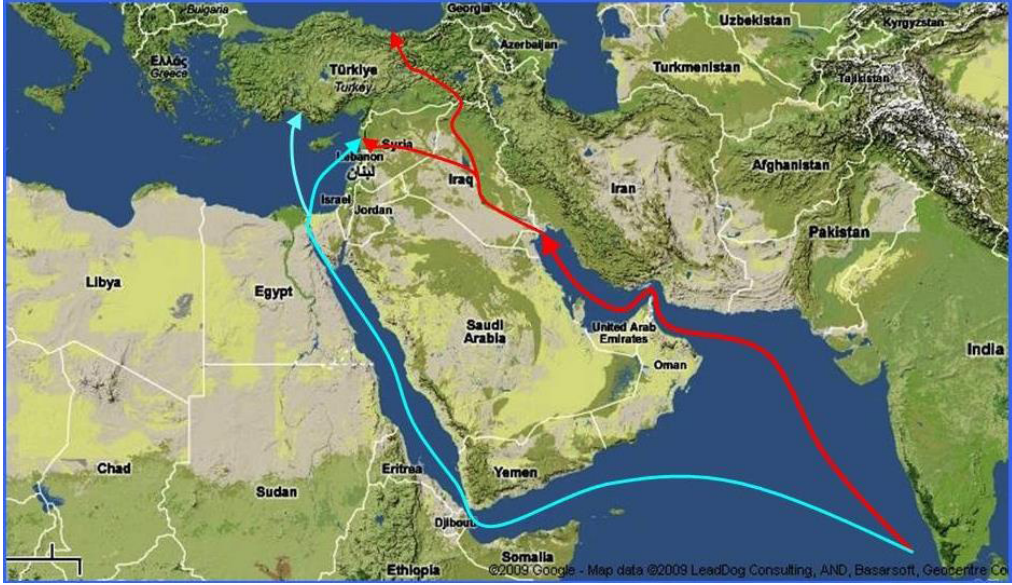 Bulgaria
Georgia
Uzbekistan
Kyrgyzstan
Ελλάς
Greece
Azerbaijan
Türkiye
Turkey
Turkmenistan
Tajikistan
Syria
Lebanon
لبنان
Iraq
Iran
Afghanistan
Israel
Jordan
Pakistan
Libya
Egypt
Saudi
Arabia
United Arab
Emirates
Oman
India
Chad
Sudan
Eritrea
Yemen
Djibouti
Somalia
Ethiopia
©2009 Google - Map data ©2009 LeadDog Consulting, AND, Basarsoft, Geocentre Co